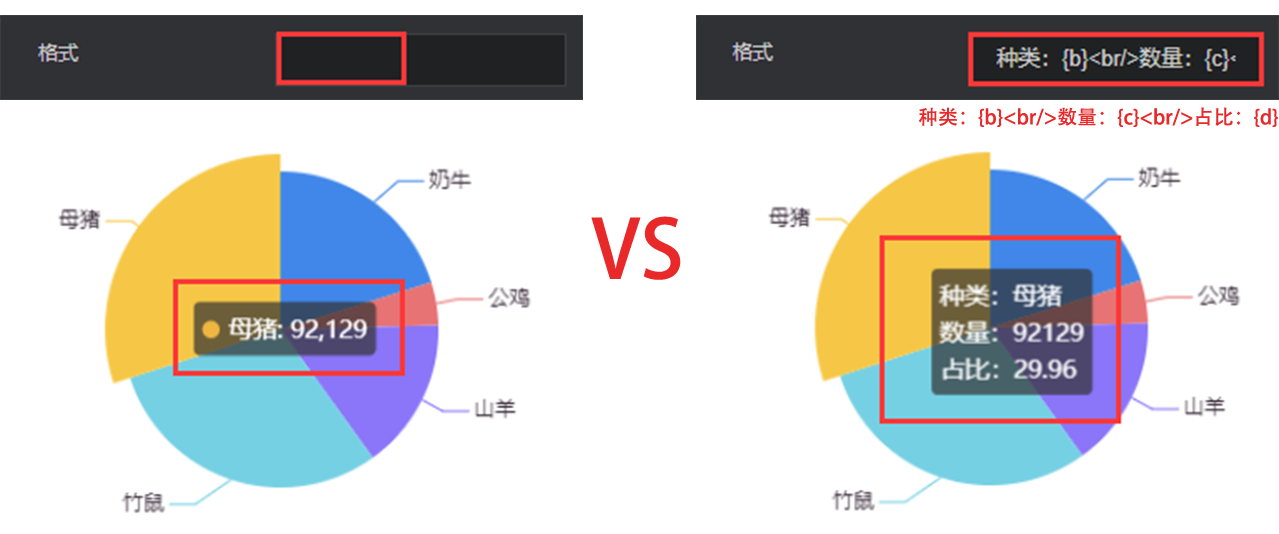 格式
格式
种类：{b}<br/>数量：{c}<
种类：{b}<br/>数量：{c}<br/>占比：{d}
奶牛
母猪
公鸡
母猪: 92,129
山羊
竹鼠
VS
奶牛
母猪
公鸡
种类：母猪
数量：92129
占比：29.96
山羊
竹鼠